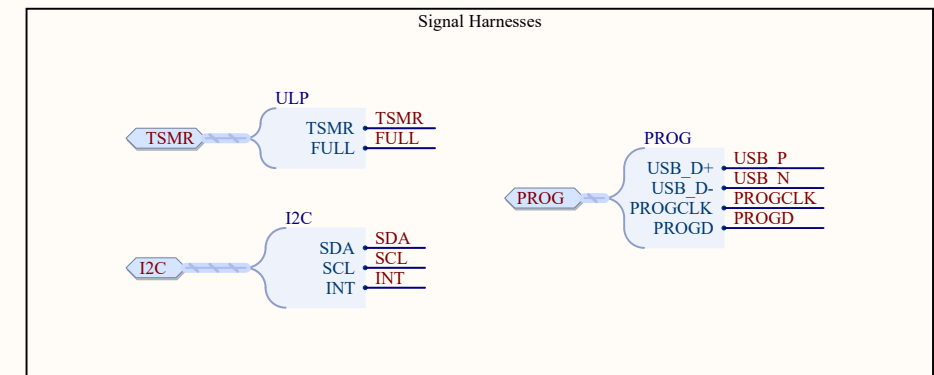 Signal Harnesses
ULP
TSMR
TSMR
TSMR
FULL
FULL
PROG
PROG
USB_D+
USB_P
USB_D-
USB_N
PROGCLK
PROGCLK
PROGD
PROGD
I2C
I2C
SDA
SDA
SCL
SCL
INT
INT